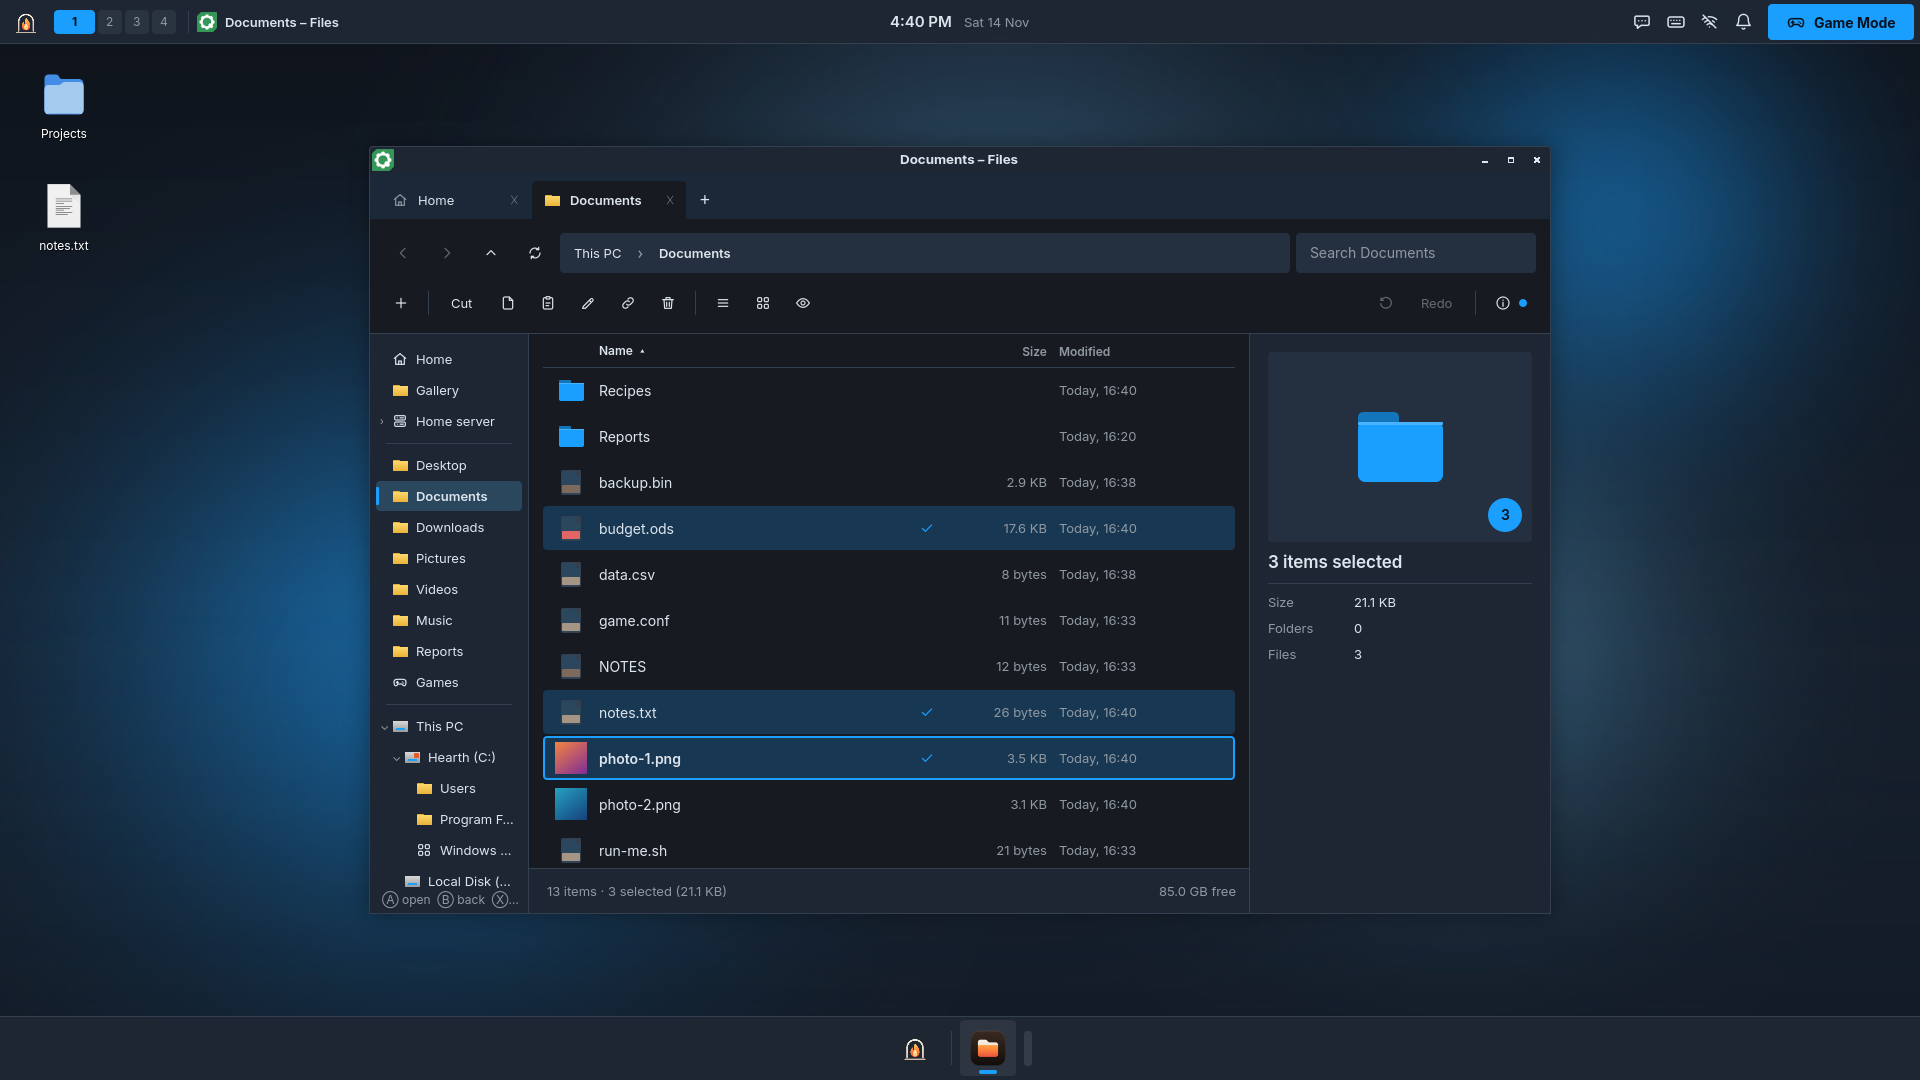 1 2 3 4 Documents – Files 4:40 PM Sat 14 Nov Game Mode
Projects
notes.txt
Documents – Files
Home X Documents X +
This PC › Documents Search Documents
Cut Redo
Home
Gallery
Home server
Desktop
Documents
Downloads
Pictures
Videos
Music
Reports
Games
This PC
Hearth (C:)
Users
Program F...
Windows ...
Local Disk (...
A open B back X...
Name Size Modified
Recipes Today, 16:40
Reports Today, 16:20
backup.bin 2.9 KB Today, 16:38
budget.ods 17.6 KB Today, 16:40
data.csv 8 bytes Today, 16:38
game.conf 11 bytes Today, 16:33
NOTES 12 bytes Today, 16:33
notes.txt 26 bytes Today, 16:40
photo-1.png 3.5 KB Today, 16:40
photo-2.png 3.1 KB Today, 16:40
run-me.sh 21 bytes Today, 16:33
13 items · 3 selected (21.1 KB) 85.0 GB free
3
3 items selected
Size 21.1 KB
Folders 0
Files 3